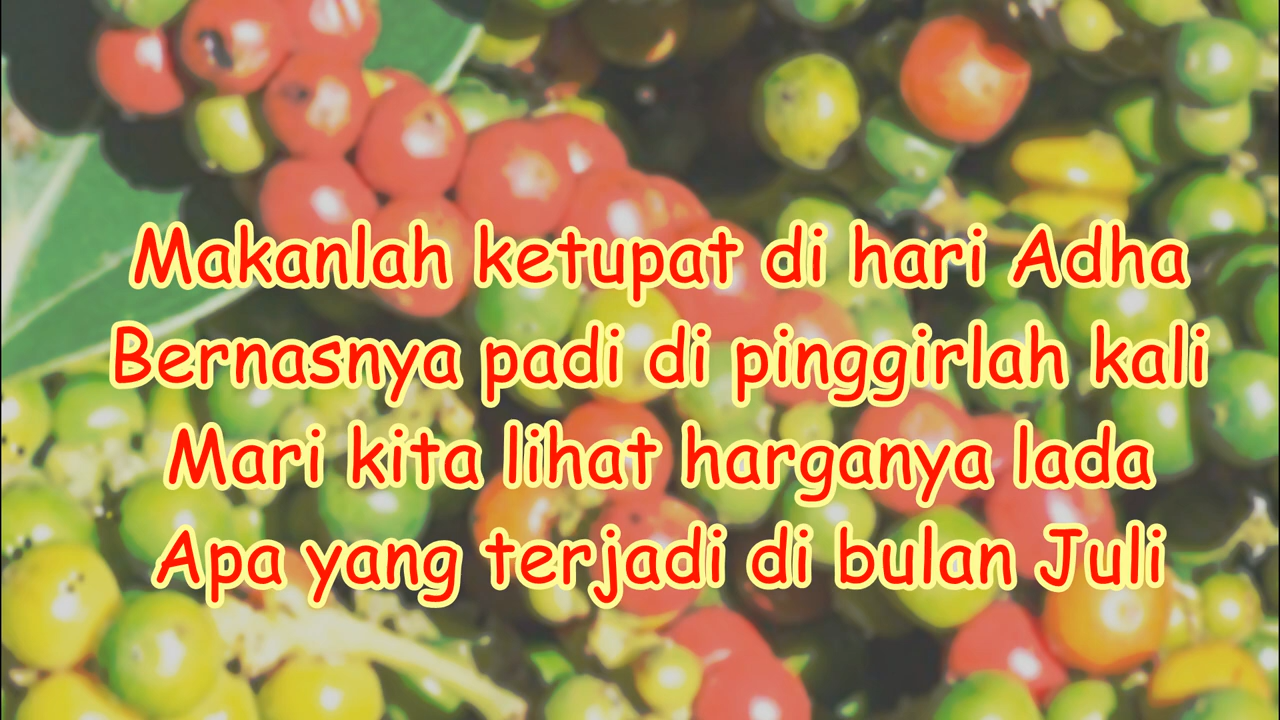 Makanlah ketupat di hari Adha
Bernasnya padi di pinggirlah kali
Mari kita lihat harganya lada
Apa yang terjadi di bulan Juli